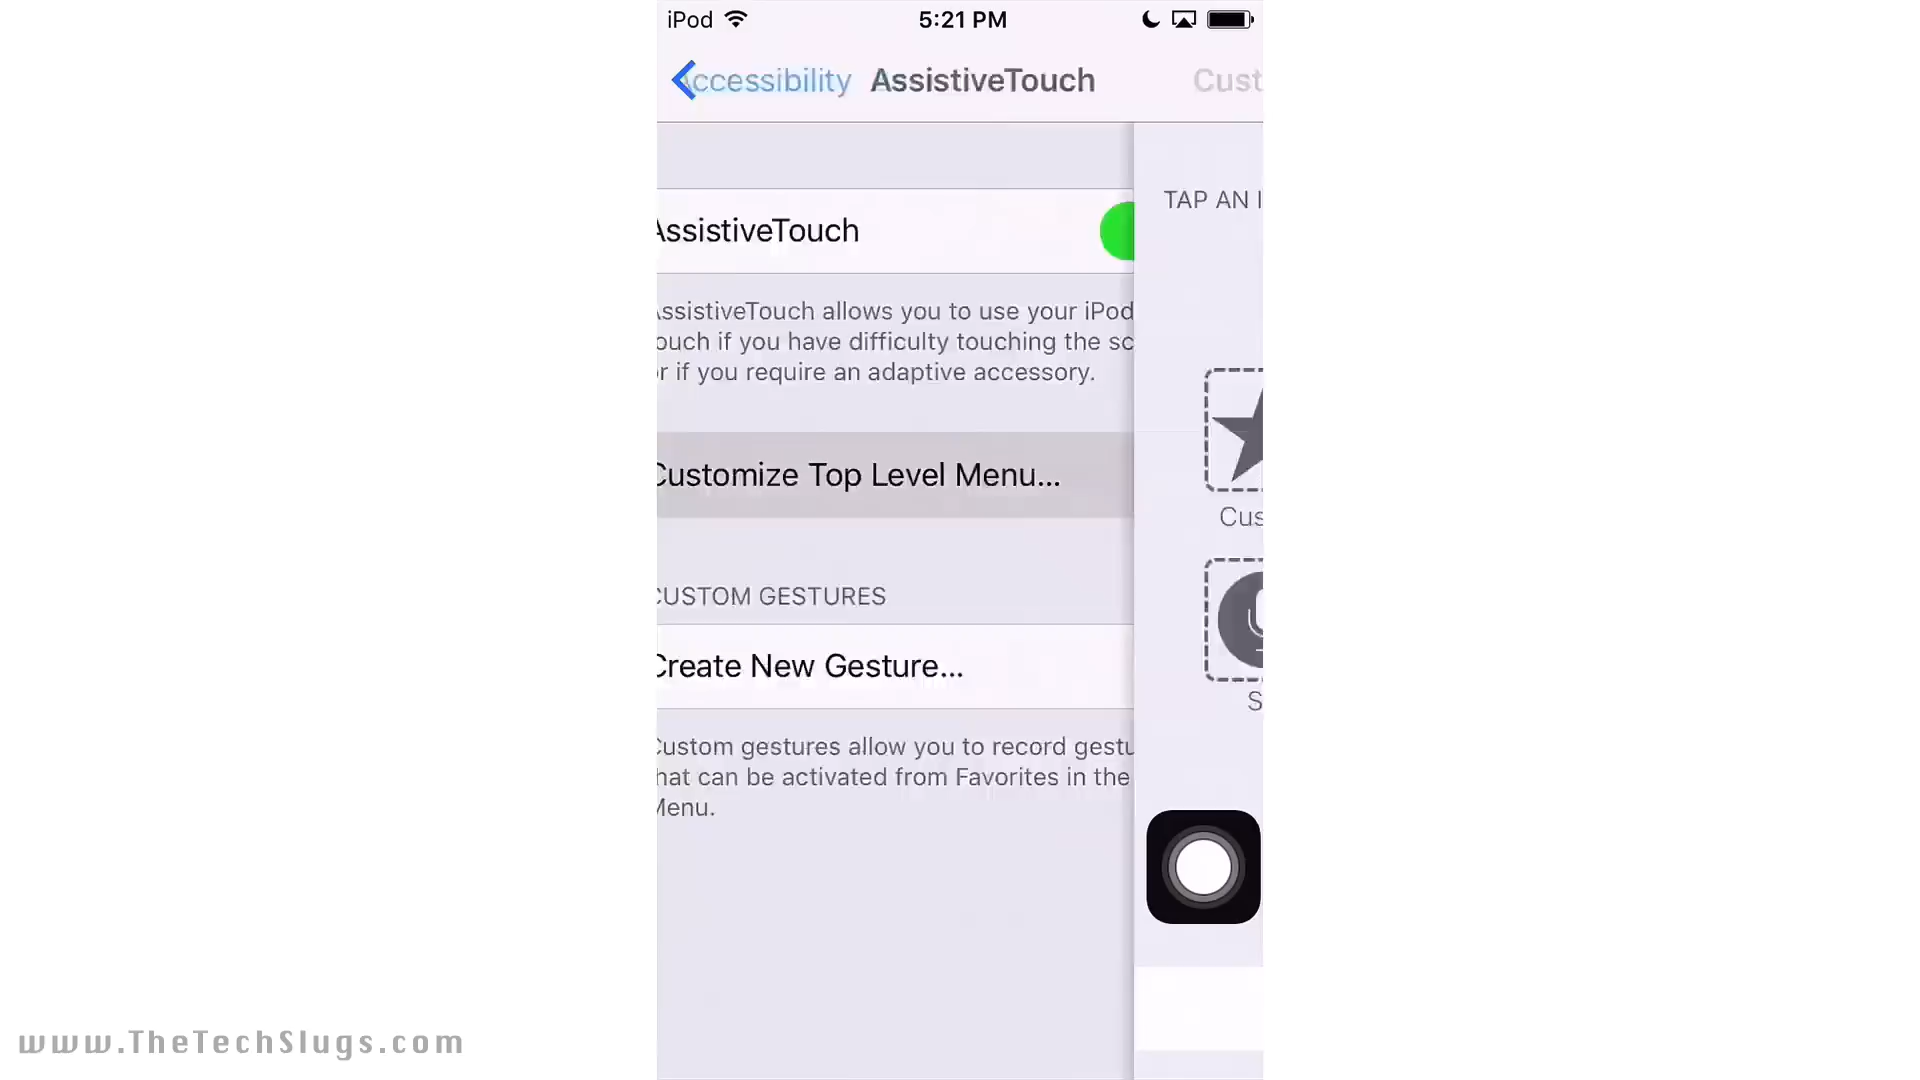 iPod 5:21 PM
Accessibility AssistiveTouch Cust
TAP AN I
AssistiveTouch
AssistiveTouch allows you to use your iPod
ouch if you have difficulty touching the sc
r if you require an adaptive accessory.
Customize Top Level Menu...
Cus
CUSTOM GESTURES
Create New Gesture...
S
Custom gestures allow you to record gestu
hat can be activated from Favorites in the
Menu.
www.TheTechSlugs.com